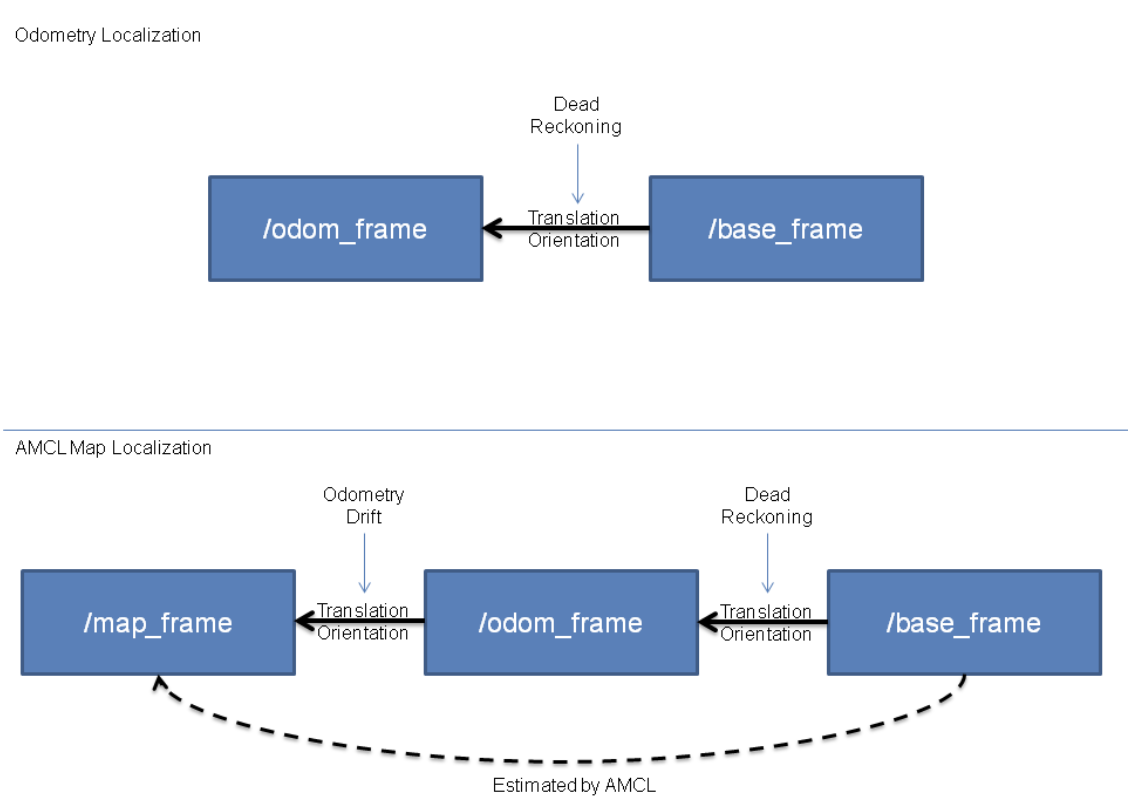 Odometry Localization
Dead
Reckoning
/odom_frame
Translation
Orientation
/base_frame
AMCL Map Localization
Odometry
Drift
Dead
Reckoning
/map_frame
Translation
Orientation
/odom_frame
Translation
Orientation
/base_frame
Estimated by AMCL